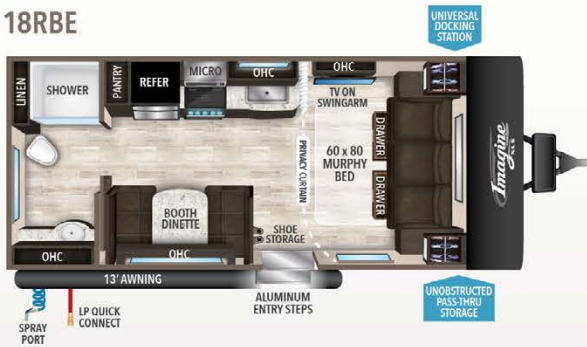 18RBE
UNIVERSAL
DOCKING
STATION
LINEN
SHOWER
PANTRY
REFER
MICRO
OHC
OHC
TV ON
SWINGARM
DRAWER
DRAWER
60 x 80
MURPHY
BED
PRIVACY CURTAIN
Imagine
XLS
BOOTH
DINETTE
SHOE
STORAGE
OHC
OHC
13' AWNING
ALUMINUM
ENTRY STEPS
UNOBSTRUCTED
PASS-THRU
STORAGE
SPRAY
PORT
LP QUICK
CONNECT